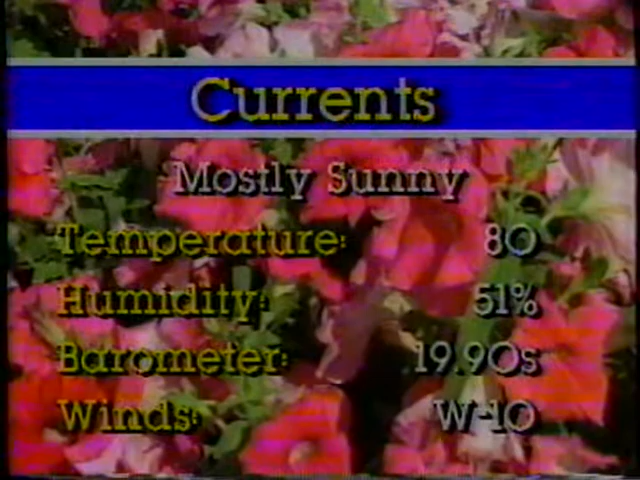 Currents
Mostly Sunny
Temperature: 80
Humidity: 51%
Barometer: 19.90s
Winds: W-10